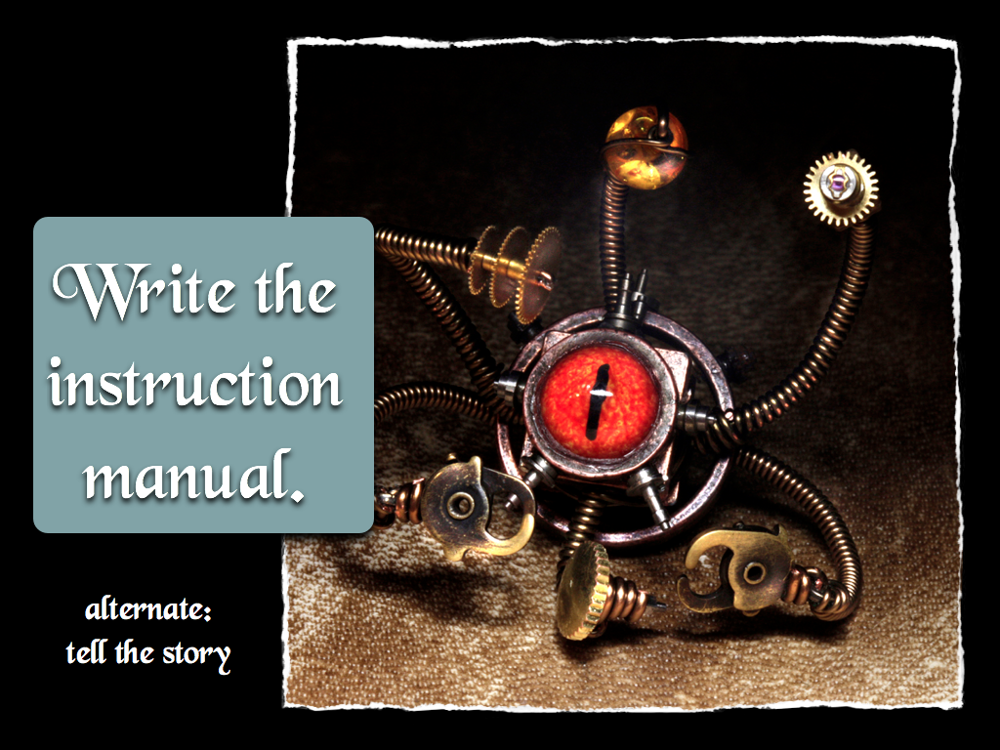 Write the
instruction
manual.
alternate:
tell the story